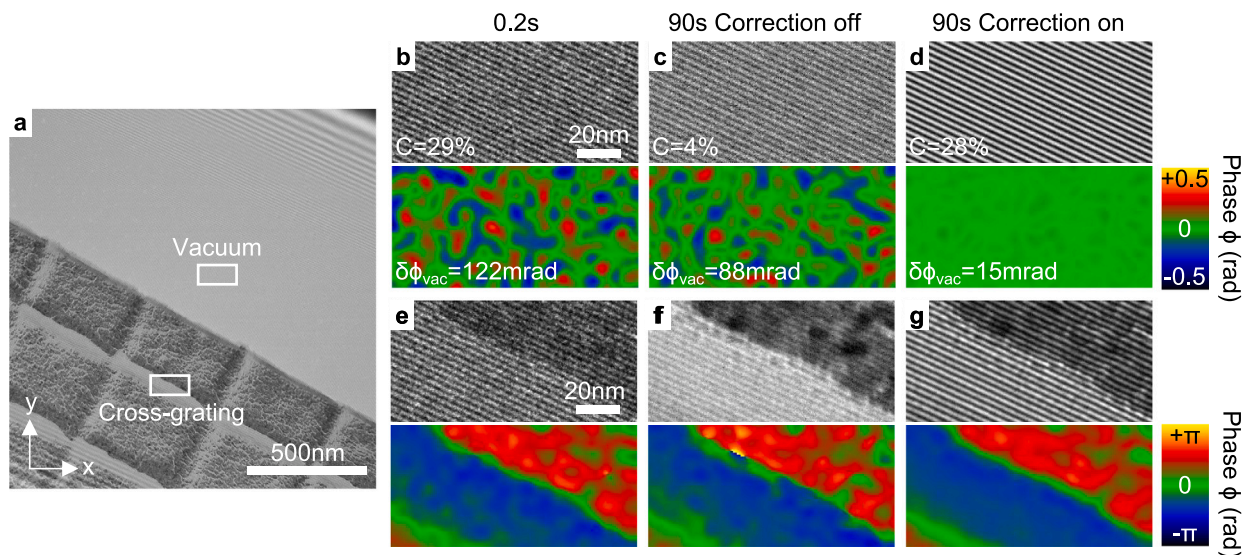 0.2s
90s Correction off
90s Correction on
a
Vacuum
Cross-grating
y
x
500nm
b
C=29%
20nm
c
C=4%
d
C=28%
δϕvac=122mrad
δϕvac=88mrad
δϕvac=15mrad
+0.5
0
-0.5
Phase ϕ (rad)
e
20nm
f
g
+π
0
-π
Phase ϕ (rad)